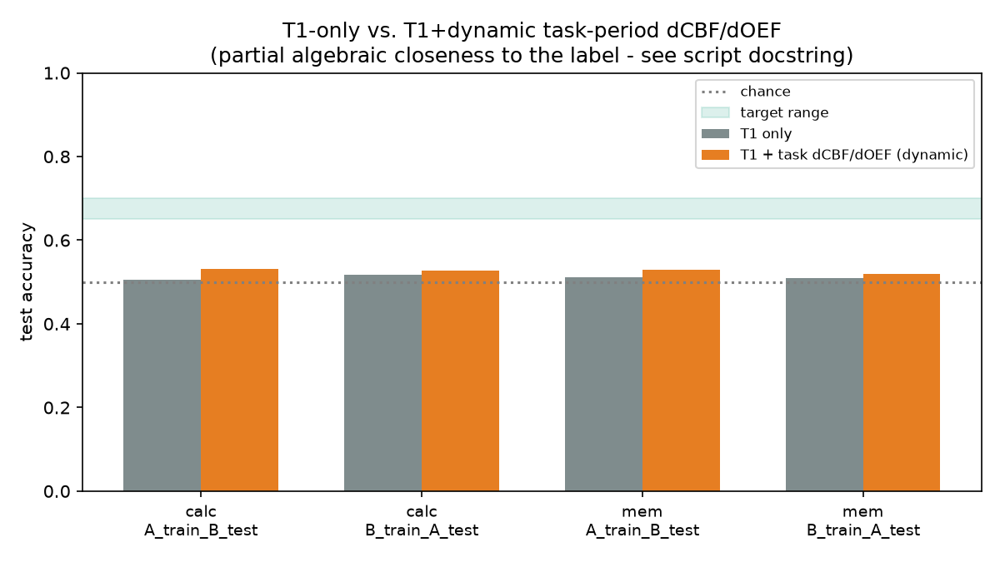 T1-only vs. T1+dynamic task-period dCBF/dOEF
(partial algebraic closeness to the label - see script docstring)
1.0
0.8
0.6
0.4
0.2
0.0
test accuracy
chance
target range
T1 only
T1 + task dCBF/dOEF (dynamic)
calc
A_train_B_test
calc
B_train_A_test
mem
A_train_B_test
mem
B_train_A_test